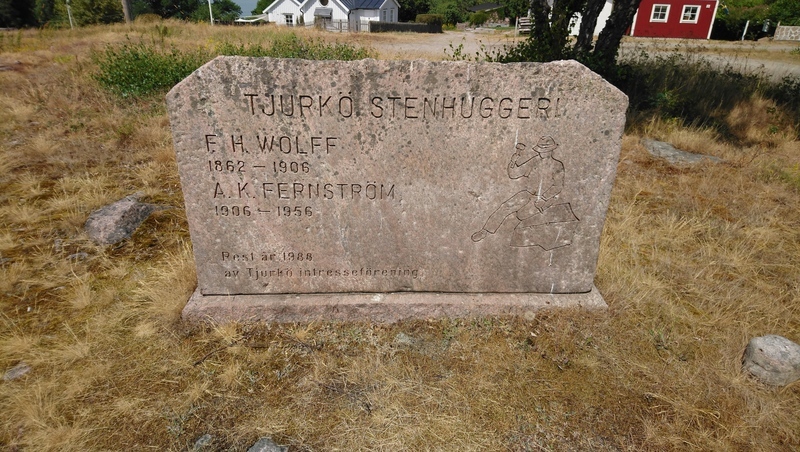 TJURKÖ STENHUGGERI
F. H. WOLFF
1862 – 1906
A. K. FERNSTRÖM
1906 – 1956
Rest år 1988
av Tjurkö intresseförening